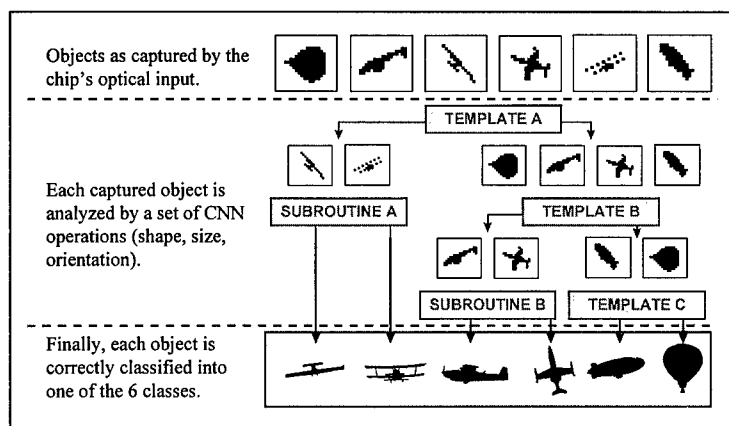 Objects as captured by the
chip's optical input.
TEMPLATE A
Each captured object is
analyzed by a set of CNN
operations (shape, size,
orientation).
SUBROUTINE A
TEMPLATE B
SUBROUTINE B
TEMPLATE C
Finally, each object is
correctly classified into
one of the 6 classes.